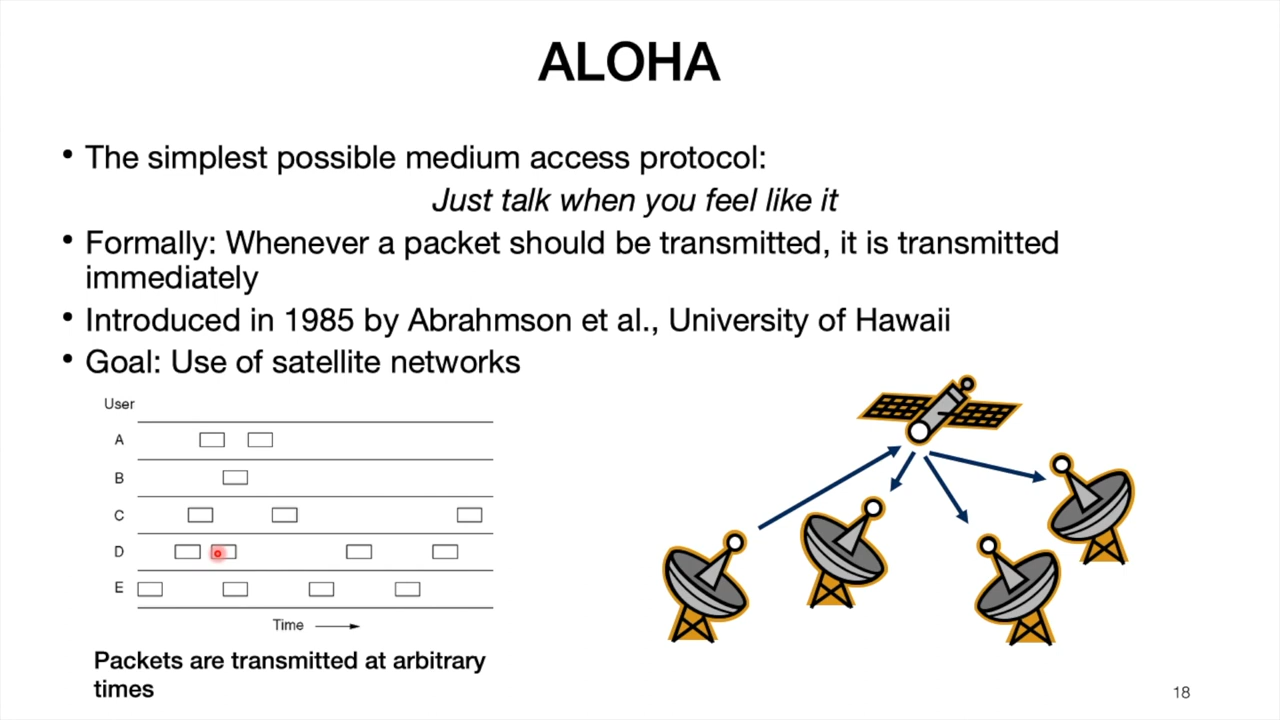 ALOHA
• The simplest possible medium access protocol:
Just talk when you feel like it
• Formally: Whenever a packet should be transmitted, it is transmitted
immediately
• Introduced in 1985 by Abrahmson et al., University of Hawaii
• Goal: Use of satellite networks
User
A
B
C
D
E
Time
Packets are transmitted at arbitrary
times
18